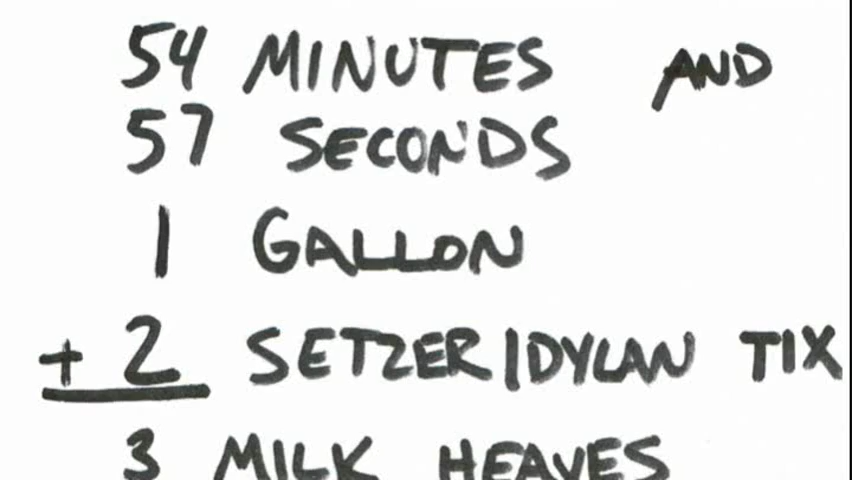 54 MINUTES AND
57 SECONDS
1 GALLON
+ 2 SETZER/DYLAN TIX
3 MILK HEAVES